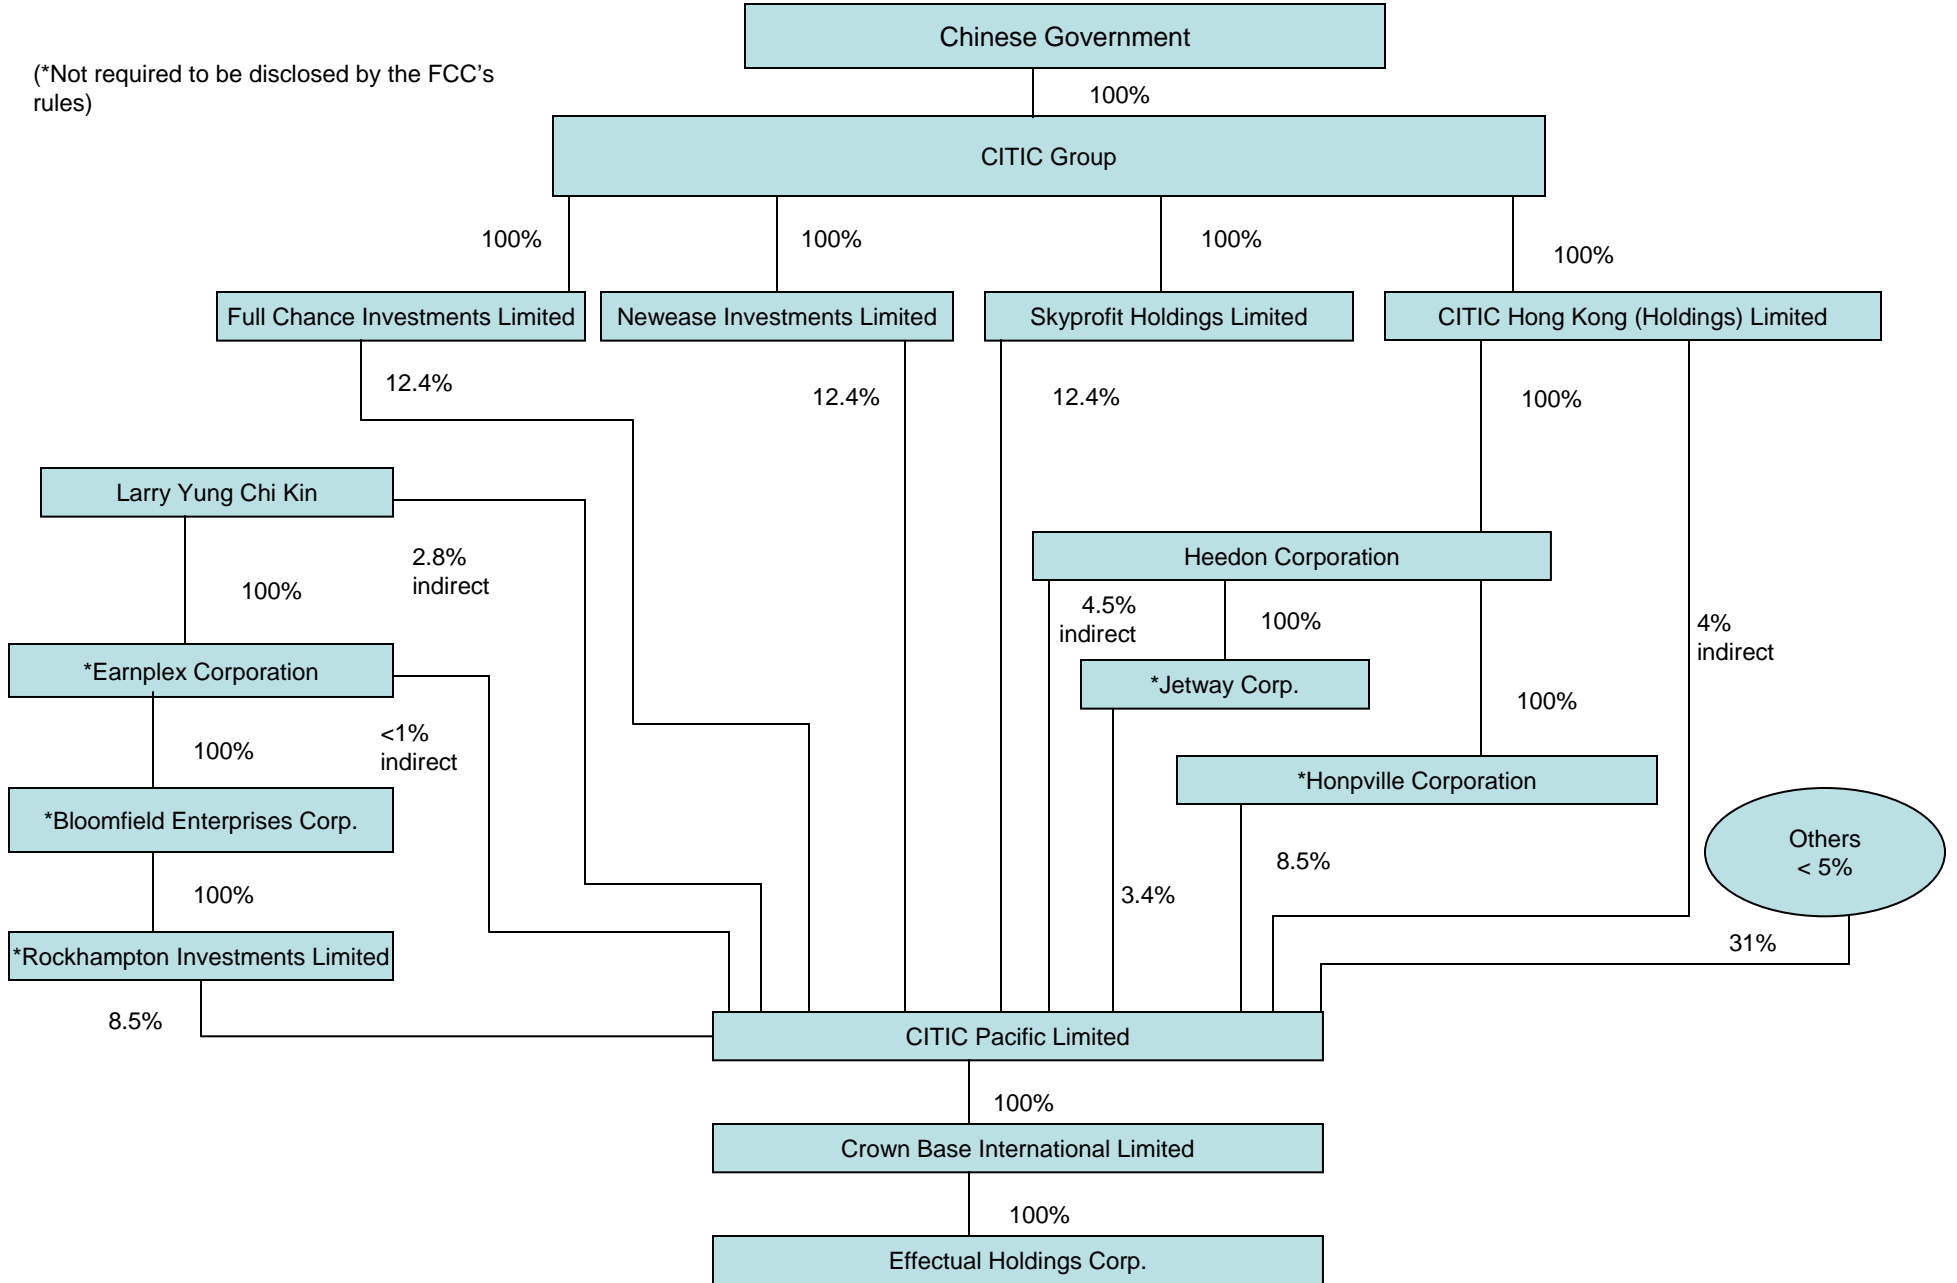 Chinese Government
(*Not required to be disclosed by the FCC's
rules)
100%
CITIC Group
100%
100%
100%
100%
Full Chance Investments Limited
Newease Investments Limited
Skyprofit Holdings Limited
CITIC Hong Kong (Holdings) Limited
12.4%
12.4%
12.4%
100%
Larry Yung Chi Kin
2.8%
indirect
100%
Heedon Corporation
4.5%
indirect
100%
4%
indirect
*Earnplex Corporation
*Jetway Corp.
100%
<1%
indirect
100%
*Honpville Corporation
*Bloomfield Enterprises Corp.
Others
< 5%
8.5%
100%
3.4%
31%
*Rockhampton Investments Limited
8.5%
CITIC Pacific Limited
100%
Crown Base International Limited
100%
Effectual Holdings Corp.